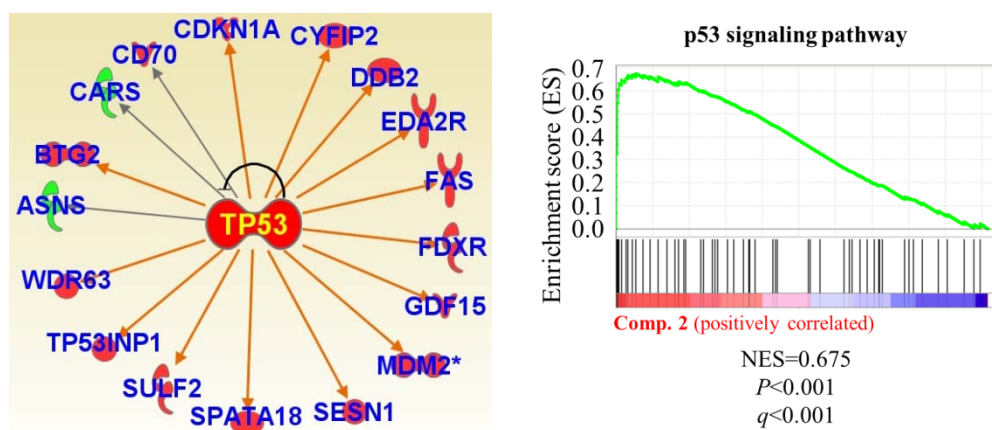 CDKN1A
CYFIP2
CD70
DDB2
CARS
EDA2R
BTG2
FAS
ASNS
TP53
FDXR
WDR63
GDF15
TP53INP1
MDM2*
SULF2
SESN1
SPATA18
p53 signaling pathway
Enrichment score (ES)
0.7
0.6
0.5
0.4
0.3
0.2
0.1
0.0
Comp. 2 (positively correlated)
NES=0.675
P<0.001
q<0.001